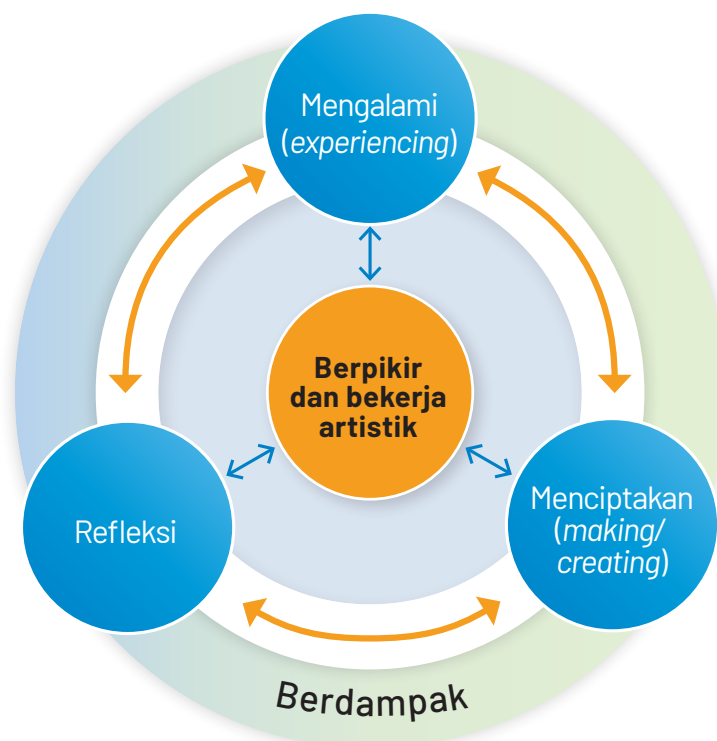 Mengalami
(experiencing)
Berpikir
dan bekerja
artistik
Refleksi
Menciptakan
(making/
creating)
Berdampak